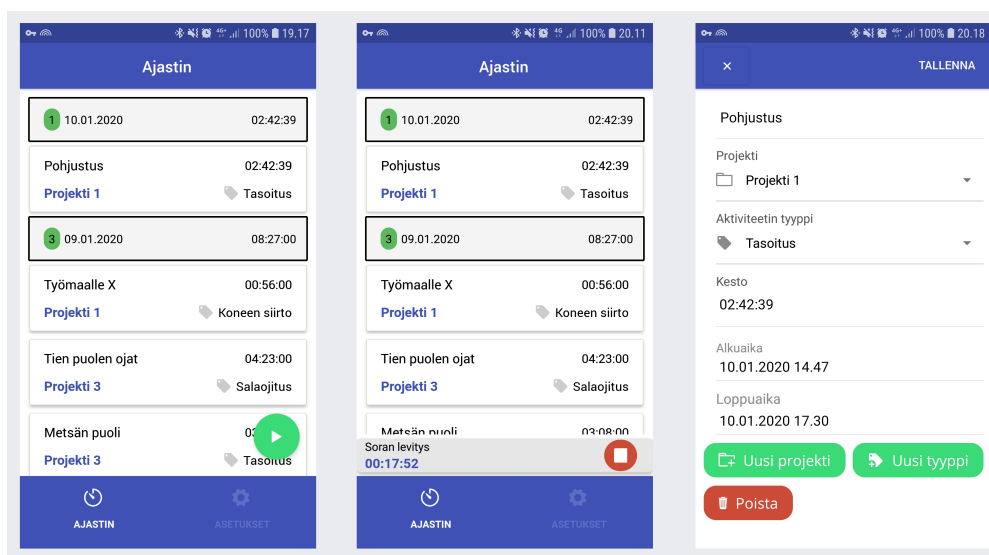 100% 19.17
Ajastin
1 10.01.2020 02:42:39
Pohjustus 02:42:39
Projekti 1 Tasoitus
3 09.01.2020 08:27:00
Työmaalle X 00:56:00
Projekti 1 Koneen siirto
Tien puolen ojat 04:23:00
Projekti 3 Salaojitus
Metsän puoli
Projekti 3 Tasoitus
AJASTIN ASETUKSET
100% 20.11
Ajastin
1 10.01.2020 02:42:39
Pohjustus 02:42:39
Projekti 1 Tasoitus
3 09.01.2020 08:27:00
Työmaalle X 00:56:00
Projekti 1 Koneen siirto
Tien puolen ojat 04:23:00
Projekti 3 Salaojitus
Metsän puoli 03:08:00
Soran levitys
00:17:52
AJASTIN ASETUKSET
100% 20.18
TALLENNA
Pohjustus
Projekti
Projekti 1
Aktiviteetin tyyppi
Tasoitus
Kesto
02:42:39
Alkuaika
10.01.2020 14.47
Loppuaika
10.01.2020 17.30
Uusi projekti Uusi tyyppi
Poista